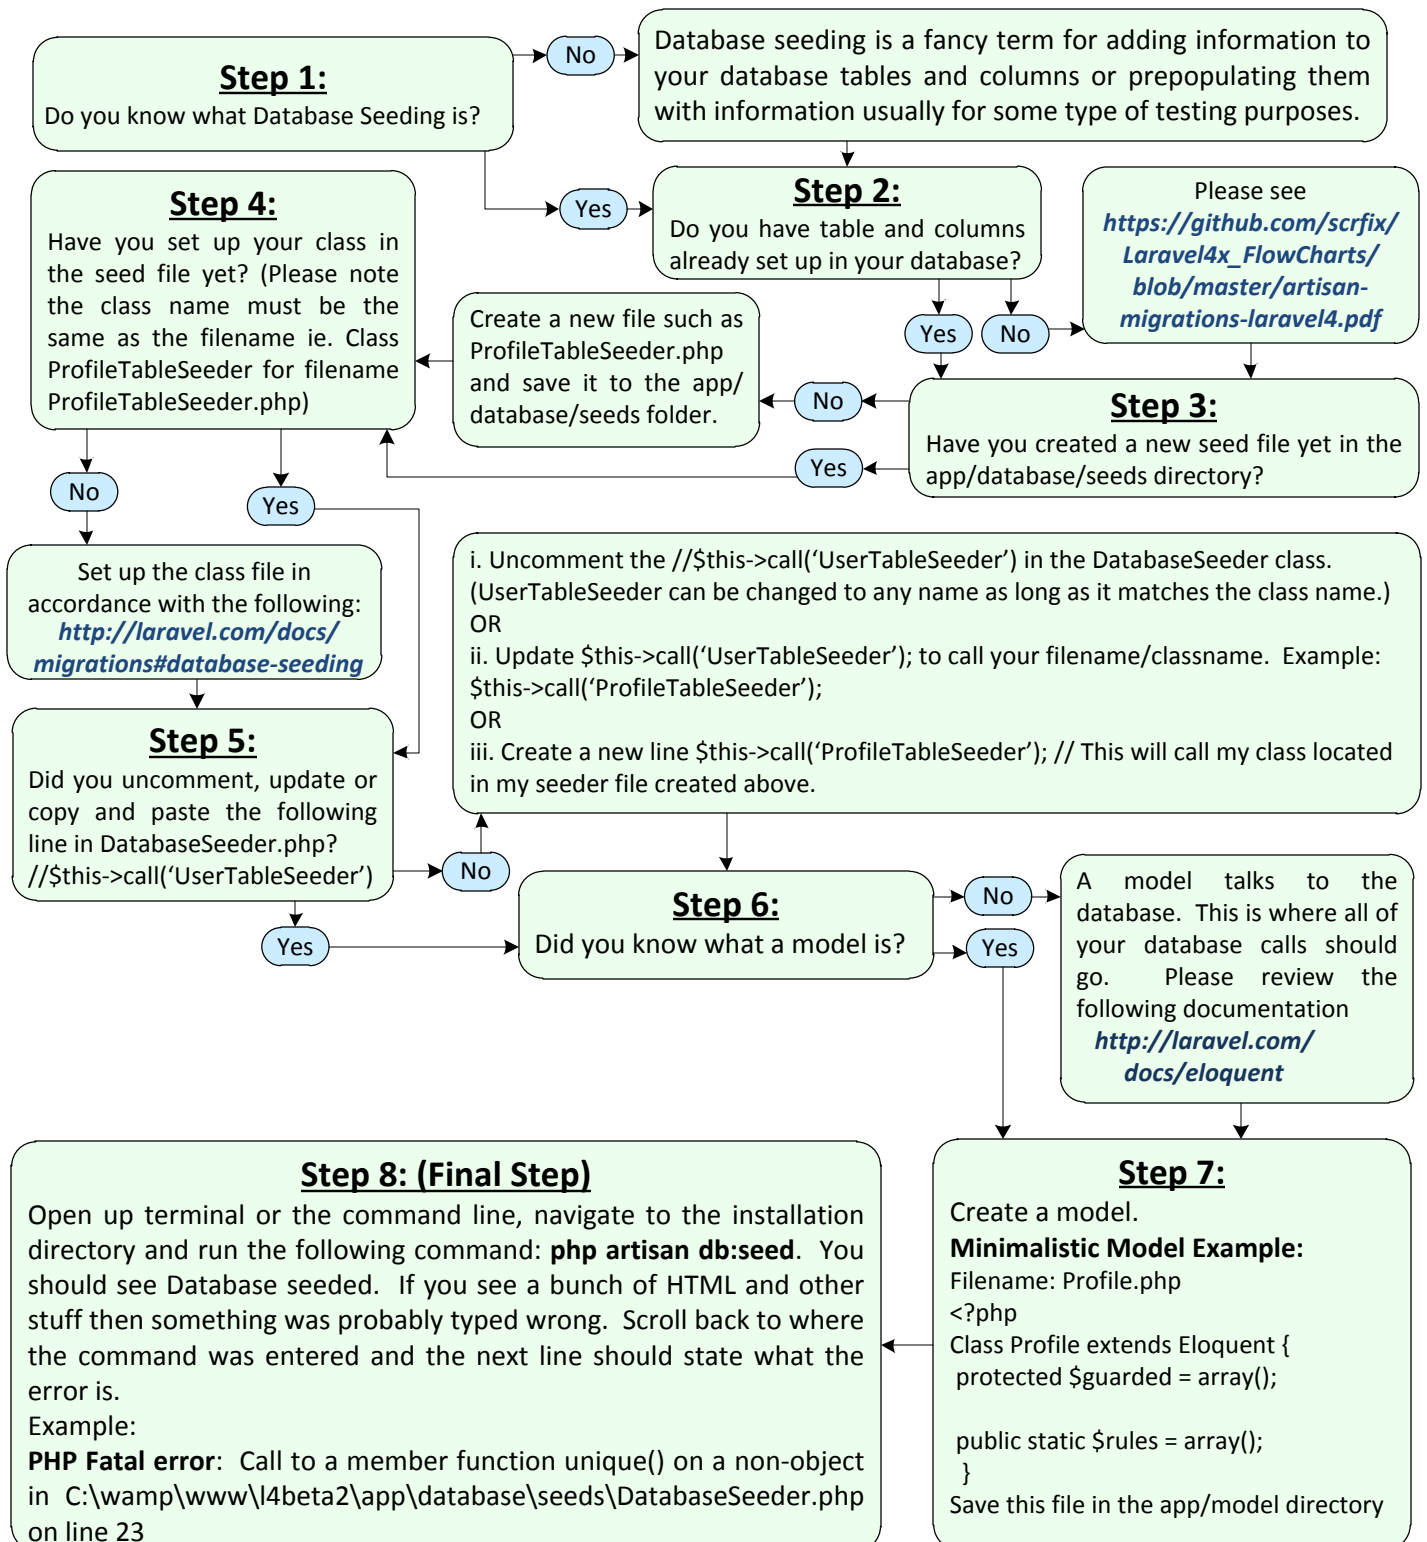 Step 1:
Do you know what Database Seeding is?
No
Database seeding is a fancy term for adding information to
your database tables and columns or prepopulating them
with information usually for some type of testing purposes.
Yes
Step 2:
Do you have table and columns
already set up in your database?
Yes
No
Please see
https://github.com/scrfix/
Laravel4x_FlowCharts/
blob/master/artisan-
migrations-laravel4.pdf
Step 3:
Have you created a new seed file yet in the
app/database/seeds directory?
No
Yes
Create a new file such as
ProfileTableSeeder.php
and save it to the app/
database/seeds folder.
Step 4:
Have you set up your class in
the seed file yet? (Please note
the class name must be the
same as the filename ie. Class
ProfileTableSeeder for filename
ProfileTableSeeder.php)
No
Yes
Set up the class file in
accordance with the following:
http://laravel.com/docs/
migrations#database-seeding
Step 5:
Did you uncomment, update or
copy and paste the following
line in DatabaseSeeder.php?
//$this->call(‘UserTableSeeder’)
No
Yes
i. Uncomment the //$this->call(‘UserTableSeeder’) in the DatabaseSeeder class.
(UserTableSeeder can be changed to any name as long as it matches the class name.)
OR
ii. Update $this->call(‘UserTableSeeder’); to call your filename/classname. Example:
$this->call(‘ProfileTableSeeder’);
OR
iii. Create a new line $this->call(‘ProfileTableSeeder’); // This will call my class located
in my seeder file created above.
Step 6:
Did you know what a model is?
No
Yes
A model talks to the
database. This is where all of
your database calls should
go. Please review the
following documentation
http://laravel.com/
docs/eloquent
Step 7:
Create a model.
Minimalistic Model Example:
Filename: Profile.php
<?php
Class Profile extends Eloquent {
protected $guarded = array();
public static $rules = array();
}
Save this file in the app/model directory
Step 8: (Final Step)
Open up terminal or the command line, navigate to the installation
directory and run the following command: php artisan db:seed. You
should see Database seeded. If you see a bunch of HTML and other
stuff then something was probably typed wrong. Scroll back to where
the command was entered and the next line should state what the
error is.
Example:
PHP Fatal error: Call to a member function unique() on a non-object
in C:\wamp\www\l4beta2\app\database\seeds\DatabaseSeeder.php
on line 23